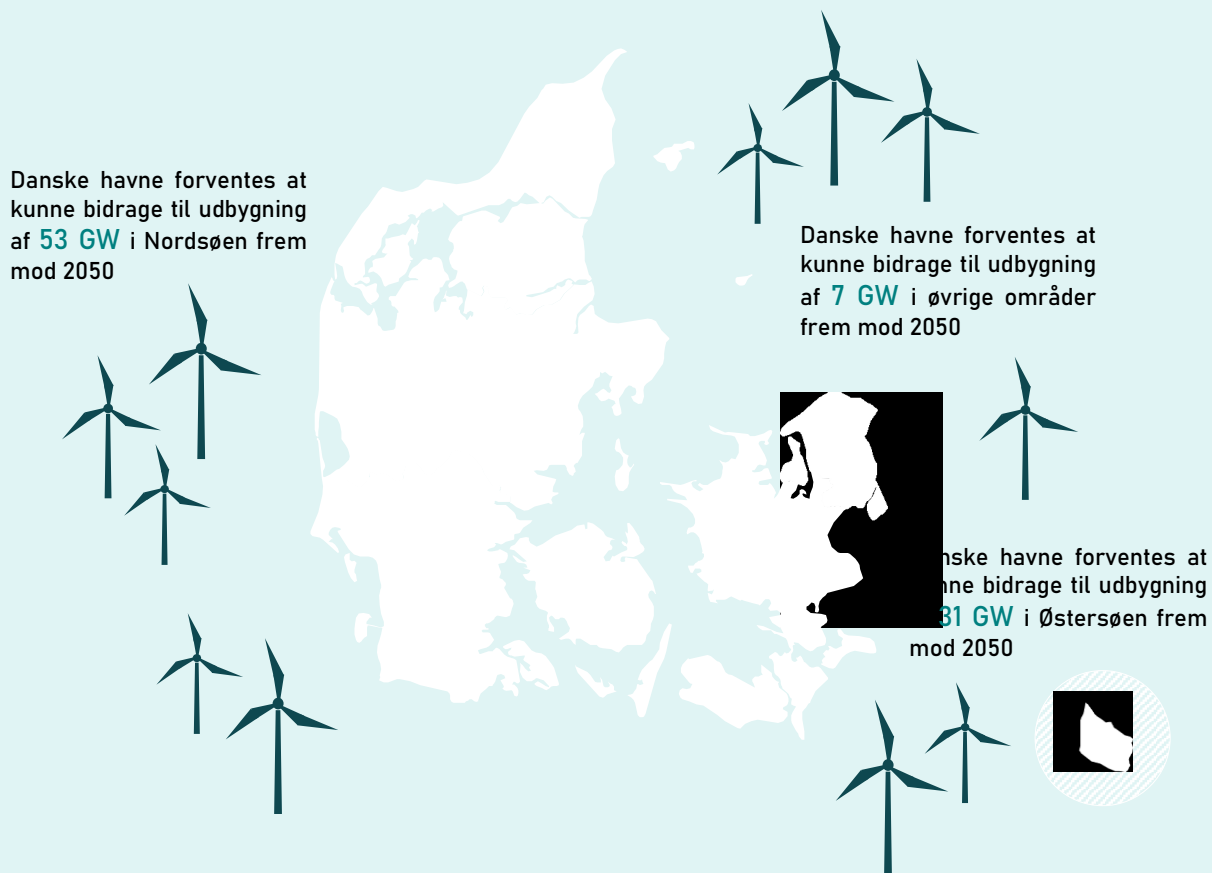 Danske havne forventes at
kunne bidrage til udbygning
af 53 GW i Nordsøen frem
mod 2050
Danske havne forventes at
kunne bidrage til udbygning
af 7 GW i øvrige områder
frem mod 2050
havne forventes at
bidrage til udbygning
31 GW i Østersøen frem
mod 2050